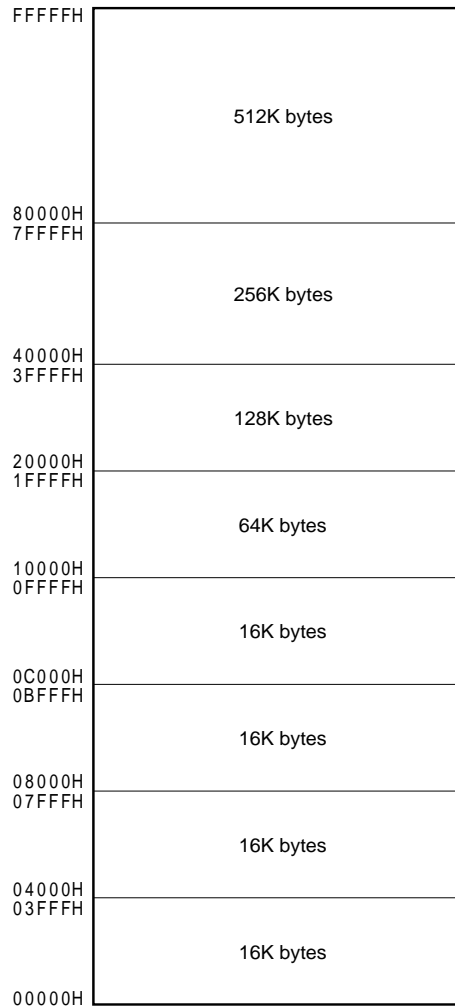 FFFFFH
512K bytes
80000H
7FFFFH
256K bytes
40000H
3FFFFH
128K bytes
20000H
1FFFFH
64K bytes
10000H
0FFFFH
16K bytes
0C000H
0BFFFH
16K bytes
08000H
07FFFH
16K bytes
04000H
03FFFH
16K bytes
00000H